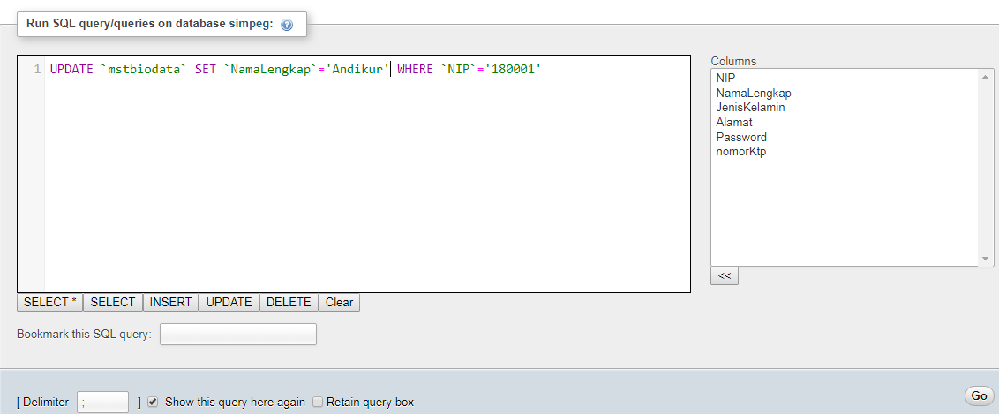 Run SQL query/queries on database simpeg:
1 UPDATE `mstbiodata` SET `NamaLengkap`='Andikur' WHERE `NIP`='180001'
Columns
NIP
NamaLengkap
JenisKelamin
Alamat
Password
nomorKtp
<<
SELECT * SELECT INSERT UPDATE DELETE Clear
Bookmark this SQL query:
[ Delimiter ; ] Show this query here again Retain query box
Go